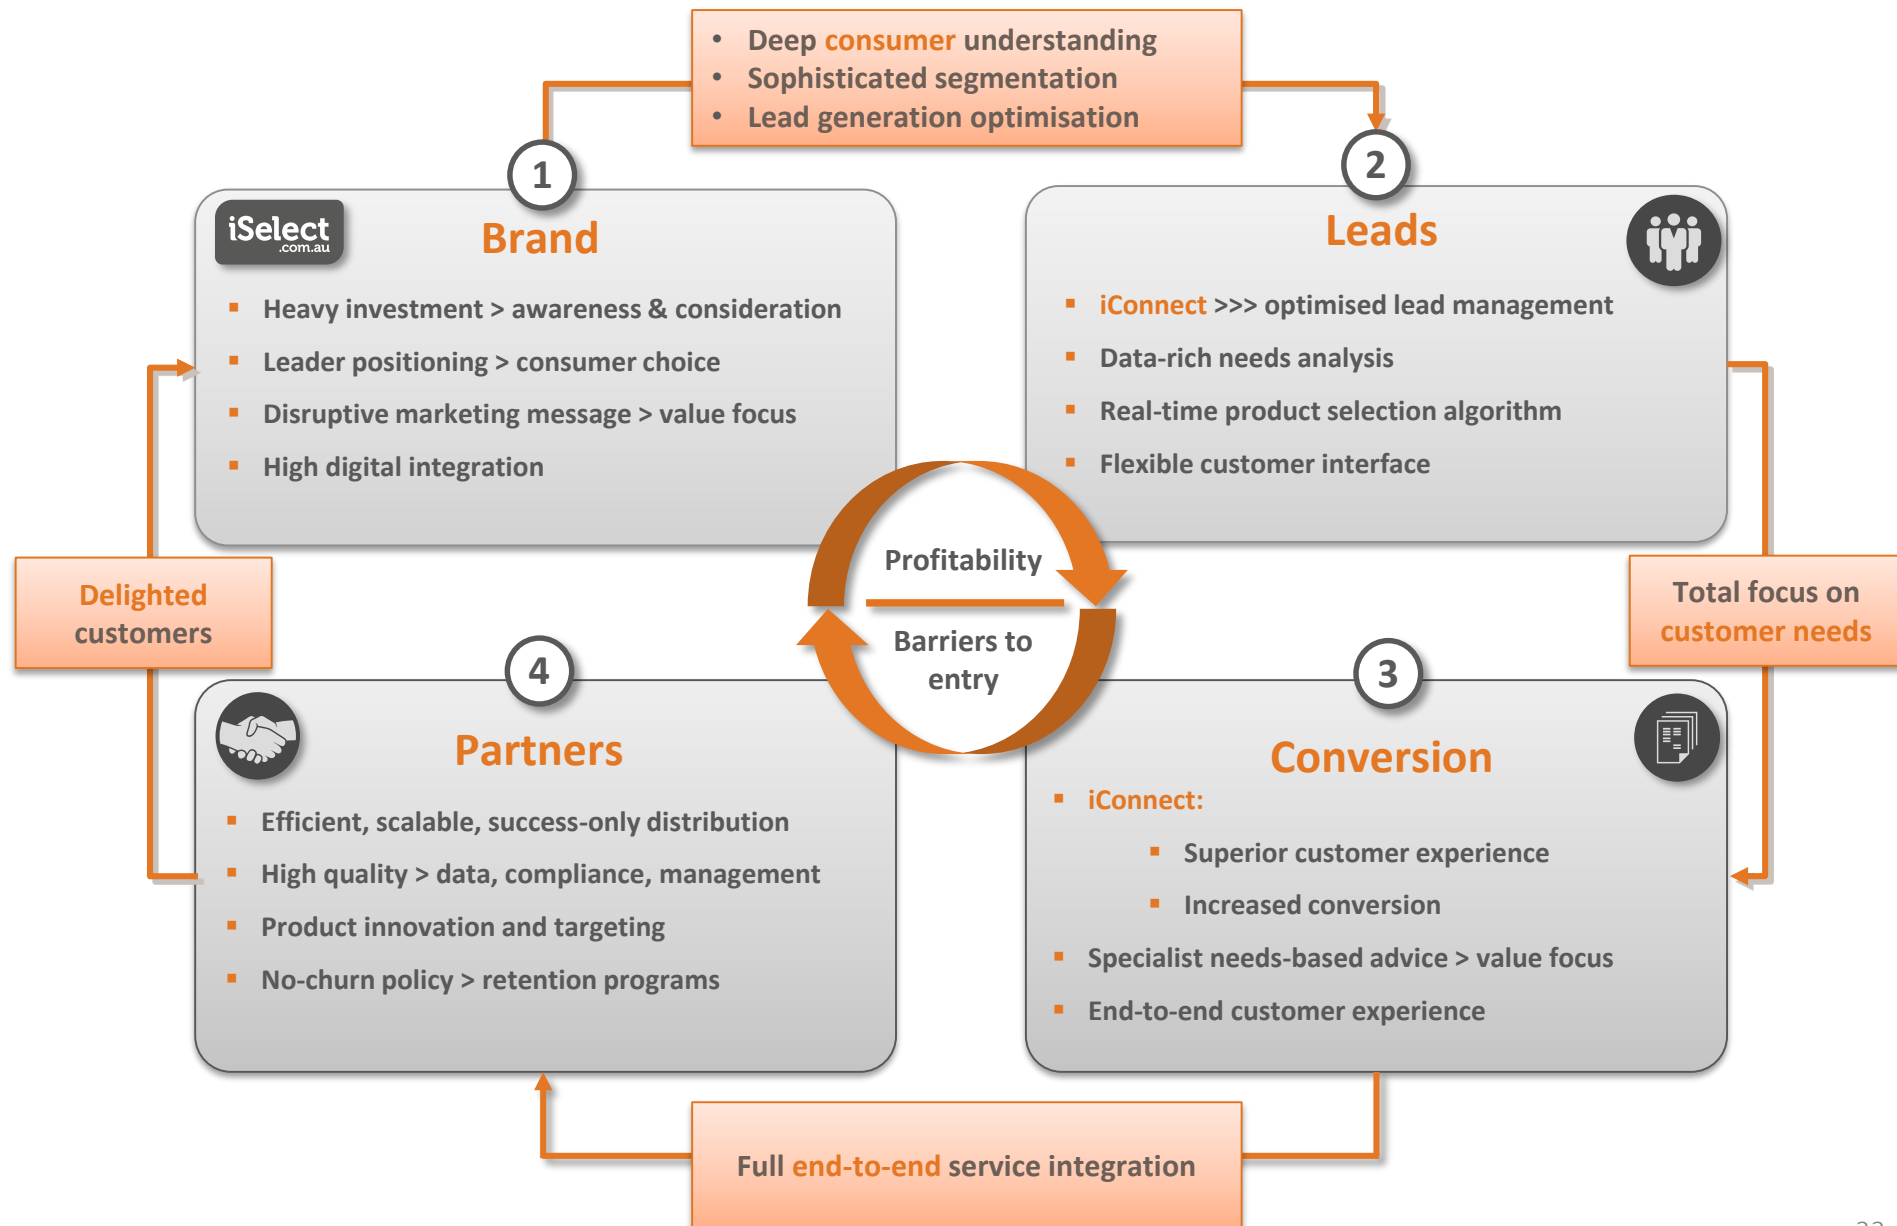 • Deep consumer understanding
• Sophisticated segmentation
• Lead generation optimisation
1
iSelect
.com.au
Brand
▪ Heavy investment > awareness & consideration
▪ Leader positioning > consumer choice
▪ Disruptive marketing message > value focus
▪ High digital integration
2
Leads
▪ iConnect >>> optimised lead management
▪ Data-rich needs analysis
▪ Real-time product selection algorithm
▪ Flexible customer interface
Profitability
Barriers to
entry
Delighted
customers
Total focus on
customer needs
4
Partners
▪ Efficient, scalable, success-only distribution
▪ High quality > data, compliance, management
▪ Product innovation and targeting
▪ No-churn policy > retention programs
3
Conversion
▪ iConnect:
▪ Superior customer experience
▪ Increased conversion
▪ Specialist needs-based advice > value focus
▪ End-to-end customer experience
Full end-to-end service integration